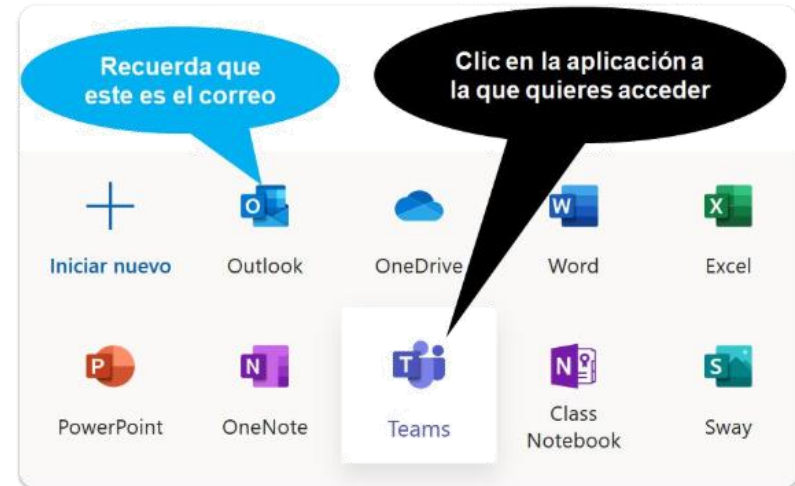 Recuerda que
este es el correo
Clic en la aplicación a
la que quieres acceder
Iniciar nuevo
Outlook
OneDrive
Word
Excel
PowerPoint
OneNote
Teams
Class
Notebook
Sway